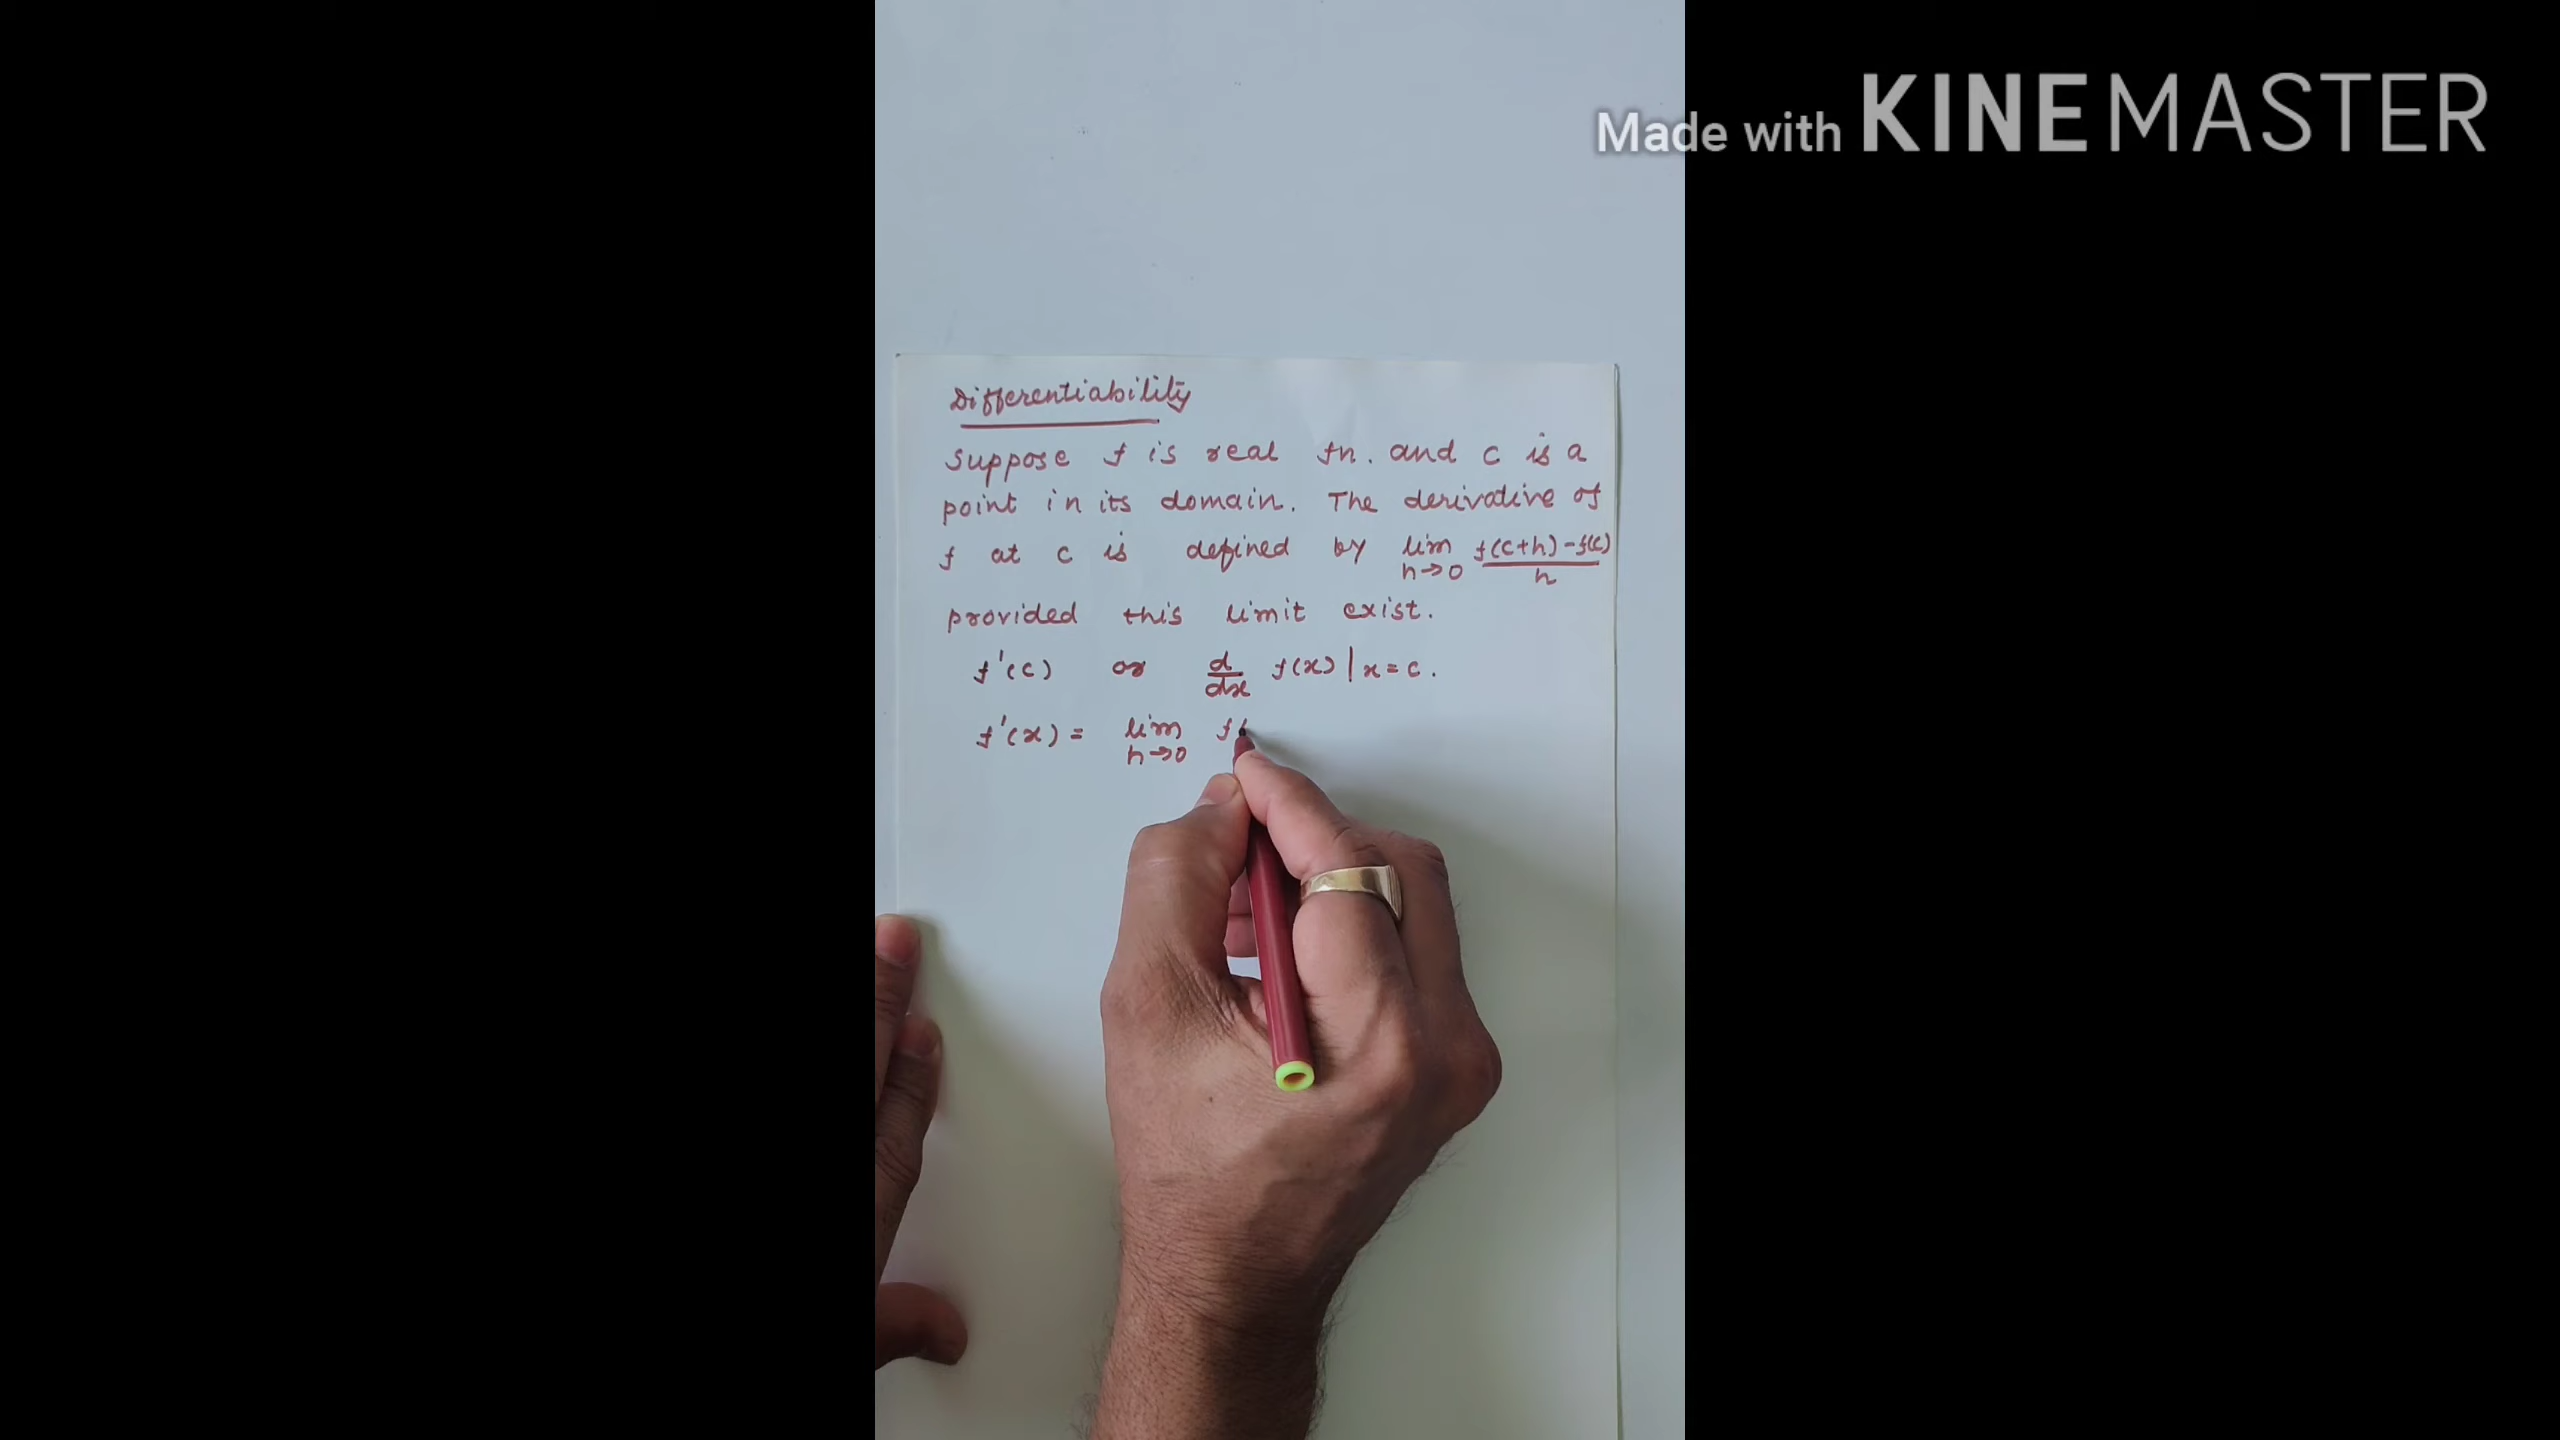 Made with KINEMASTER
Differentiability
Suppose f is real fn. and c is a
point in its domain. The derivative of
f at c is defined by lim h→0 f(c+h)-f(c) / h
provided this limit exist.
f'(c) or d/dx f(x) | x = c.
f'(x) = lim h→0 f(